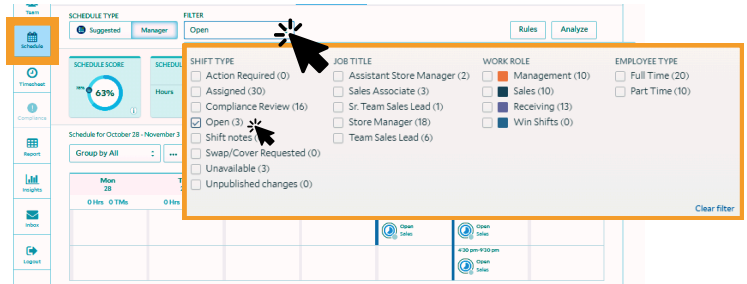 Team
Schedule
Timesheet
Compliance
Report
Insights
Inbox
Logout
SCHEDULE TYPE
Suggested
Manager
FILTER
Open
Rules
Analyze
SCHEDULE SCORE
63%
SCHEDUL
Hours
Schedule for October 28 - November 3
Group by All
...
Mon
28
0 Hrs 0 TMs
0 Hrs
SHIFT TYPE
Action Required (0)
Assigned (30)
Compliance Review (16)
Open (3)
Shift notes
Swap/Cover Requested (0)
Unavailable (3)
Unpublished changes (0)
JOB TITLE
Assistant Store Manager (2)
Sales Associate (3)
Sr. Team Sales Lead (1)
Store Manager (18)
Team Sales Lead (6)
WORK ROLE
Management (10)
Sales (10)
Receiving (13)
Win Shifts (0)
EMPLOYEE TYPE
Full Time (20)
Part Time (10)
Clear filter
Open
Sales
Open
Sales
4:30 pm-9:30 pm
Open
Sales